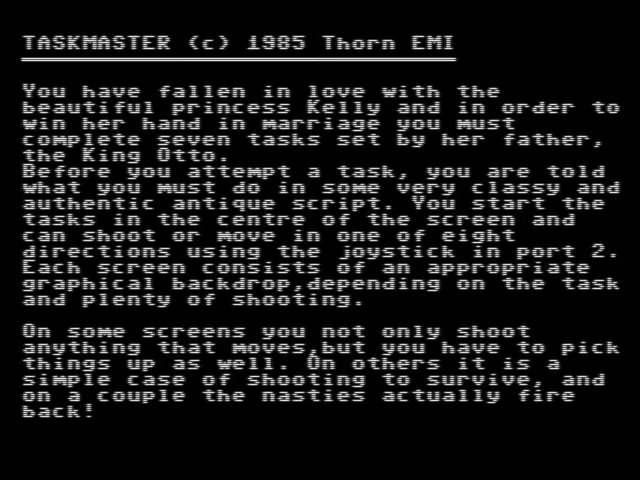 TASKMASTER (c) 1985 Thorn EMI
You have fallen in love with the
beautiful princess Kelly and in order to
win her hand in marriage you must
complete seven tasks set by her father,
the King Otto.
Before you attempt a task, you are told
what you must do in some very classy and
authentic antique script. You start the
tasks in the centre of the screen and
can shoot or move in one of eight
directions using the joystick in port 2.
Each screen consists of an appropriate
graphical backdrop,depending on the task
and plenty of shooting.
On some screens you not only shoot
anything that moves,but you have to pick
things up as well. On others it is a
simple case of shooting to survive, and
on a couple the nasties actually fire
back!